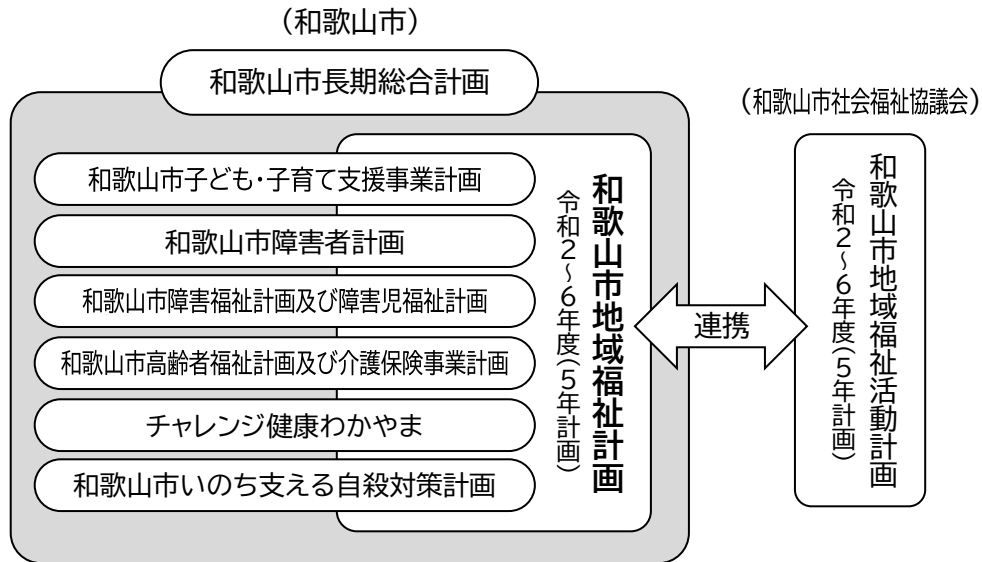 (和歌山市)
和歌山市長期総合計画
和歌山市子ども・子育て支援事業計画
和歌山市障害者計画
和歌山市障害福祉計画及び障害児福祉計画
和歌山市高齢者福祉計画及び介護保険事業計画
チャレンジ健康わかやま
和歌山市いのち支える自殺対策計画
和歌山市地域福祉計画
令和2~6年度(5年計画)
連携
(和歌山市社会福祉協議会)
和歌山市地域福祉活動計画
令和2~6年度(5年計画)